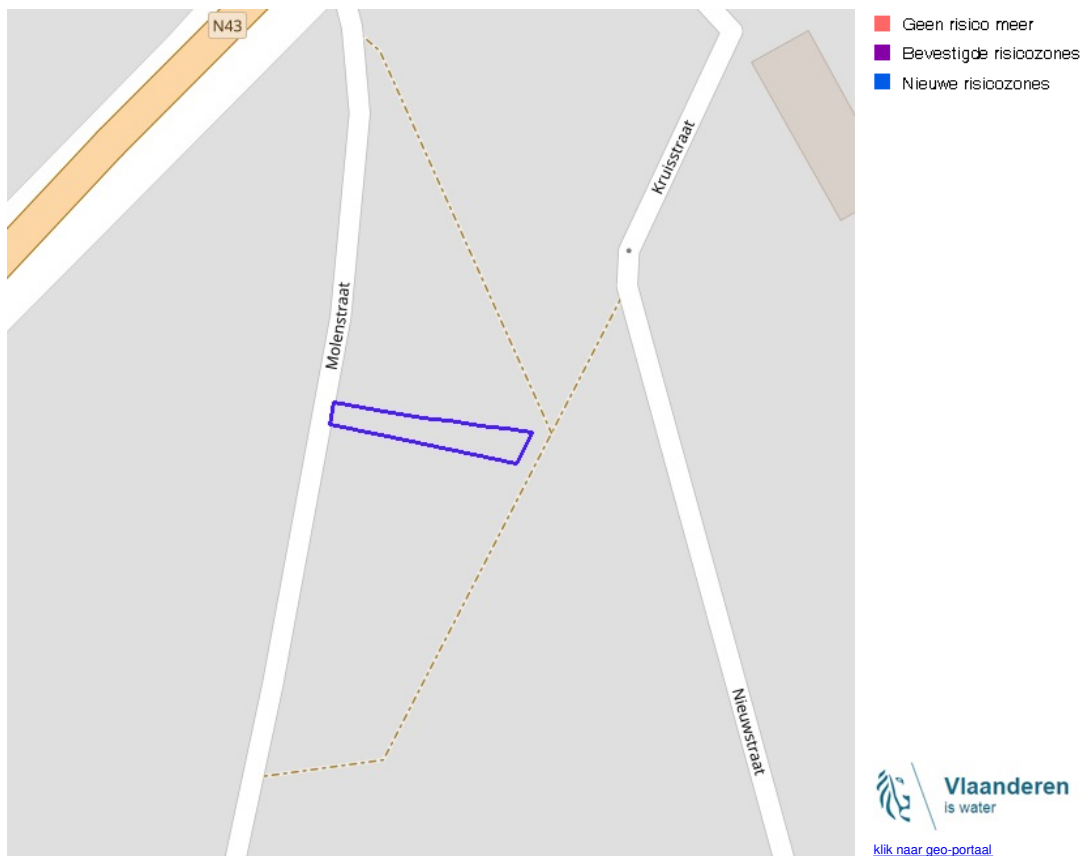 N43
Kruisstraat
Molenstraat
Nieuwstraat
Geen risico meer
Bevestigde risicozones
Nieuwe risicozones
Vlaanderen
is water
klik naar geo-portaal